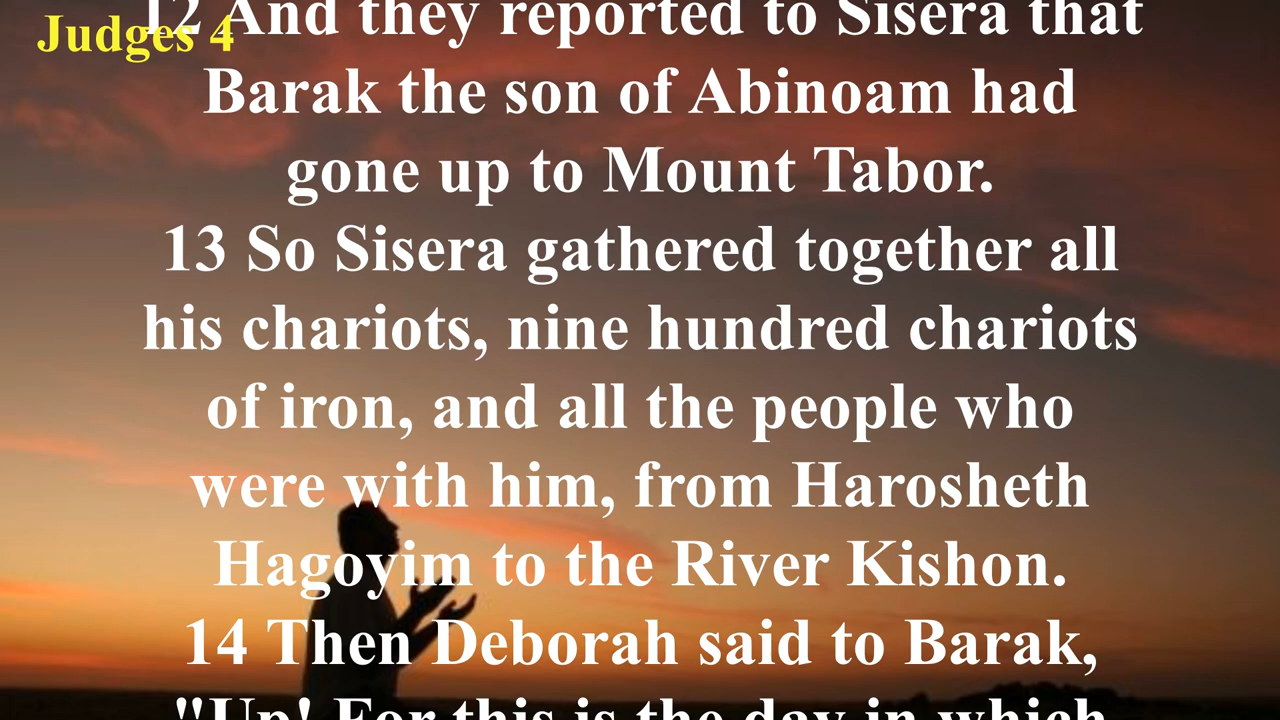 Judges 4
12 And they reported to Sisera that
Barak the son of Abinoam had
gone up to Mount Tabor.
13 So Sisera gathered together all
his chariots, nine hundred chariots
of iron, and all the people who
were with him, from Harosheth
Hagoyim to the River Kishon.
14 Then Deborah said to Barak,
"Up! For this is the day in which